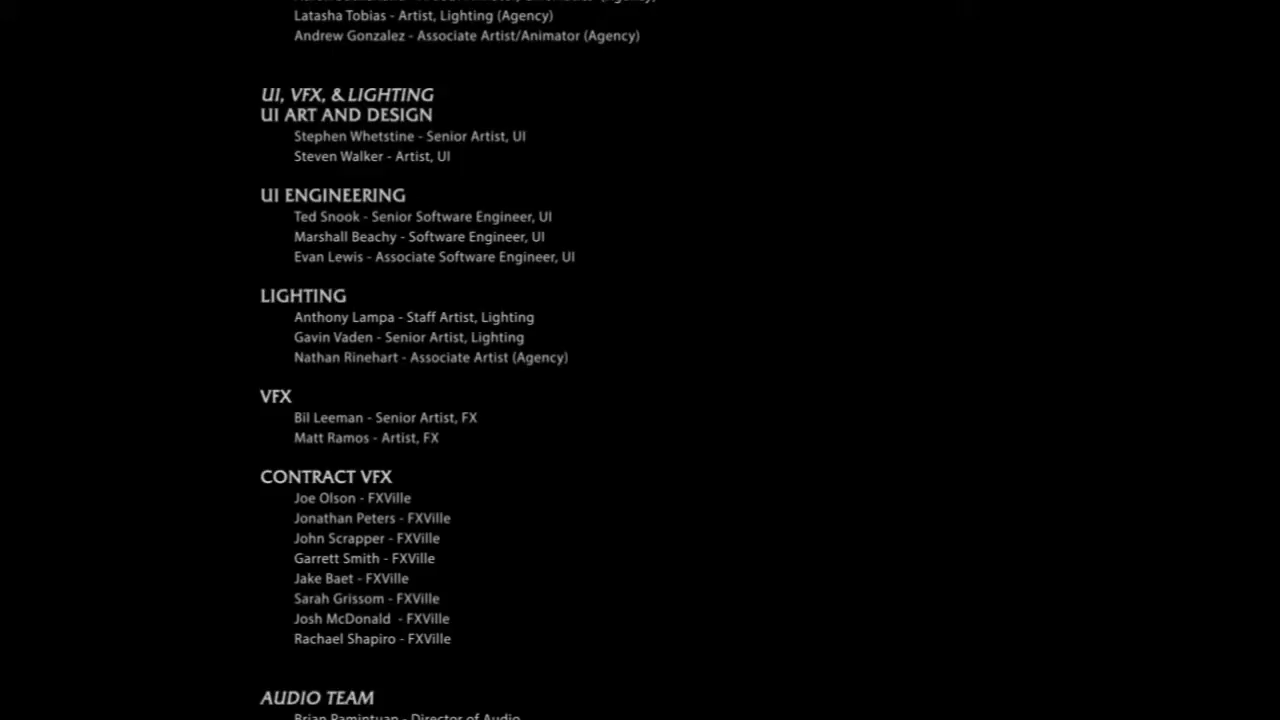 Latasha Tobias - Artist, Lighting (Agency)
Andrew Gonzalez - Associate Artist/Animator (Agency)
UI, VFX, & LIGHTING
UI ART AND DESIGN
Stephen Whetstine - Senior Artist, UI
Steven Walker - Artist, UI
UI ENGINEERING
Ted Snook - Senior Software Engineer, UI
Marshall Beachy - Software Engineer, UI
Evan Lewis - Associate Software Engineer, UI
LIGHTING
Anthony Lampa - Staff Artist, Lighting
Gavin Vaden - Senior Artist, Lighting
Nathan Rinehart - Associate Artist (Agency)
VFX
Bil Leeman - Senior Artist, FX
Matt Ramos - Artist, FX
CONTRACT VFX
Joe Olson - FXVille
Jonathan Peters - FXVille
John Scrapper - FXVille
Garrett Smith - FXVille
Jake Baet - FXVille
Sarah Grissom - FXVille
Josh McDonald - FXVille
Rachael Shapiro - FXVille
AUDIO TEAM
Brian Pamintuan - Director of Audio